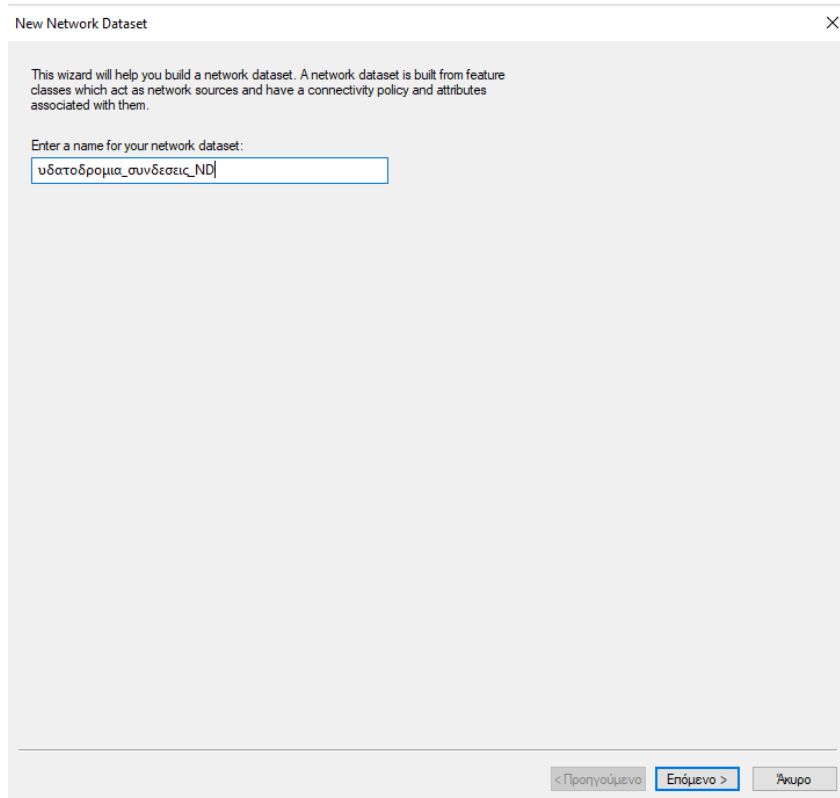 New Network Dataset
This wizard will help you build a network dataset. A network dataset is built from feature
classes which act as network sources and have a connectivity policy and attributes
associated with them.
Enter a name for your network dataset:
υδατοδρομια_συνδεσεις_ND
< Προηγούμενο
Επόμενο >
Άκυρο